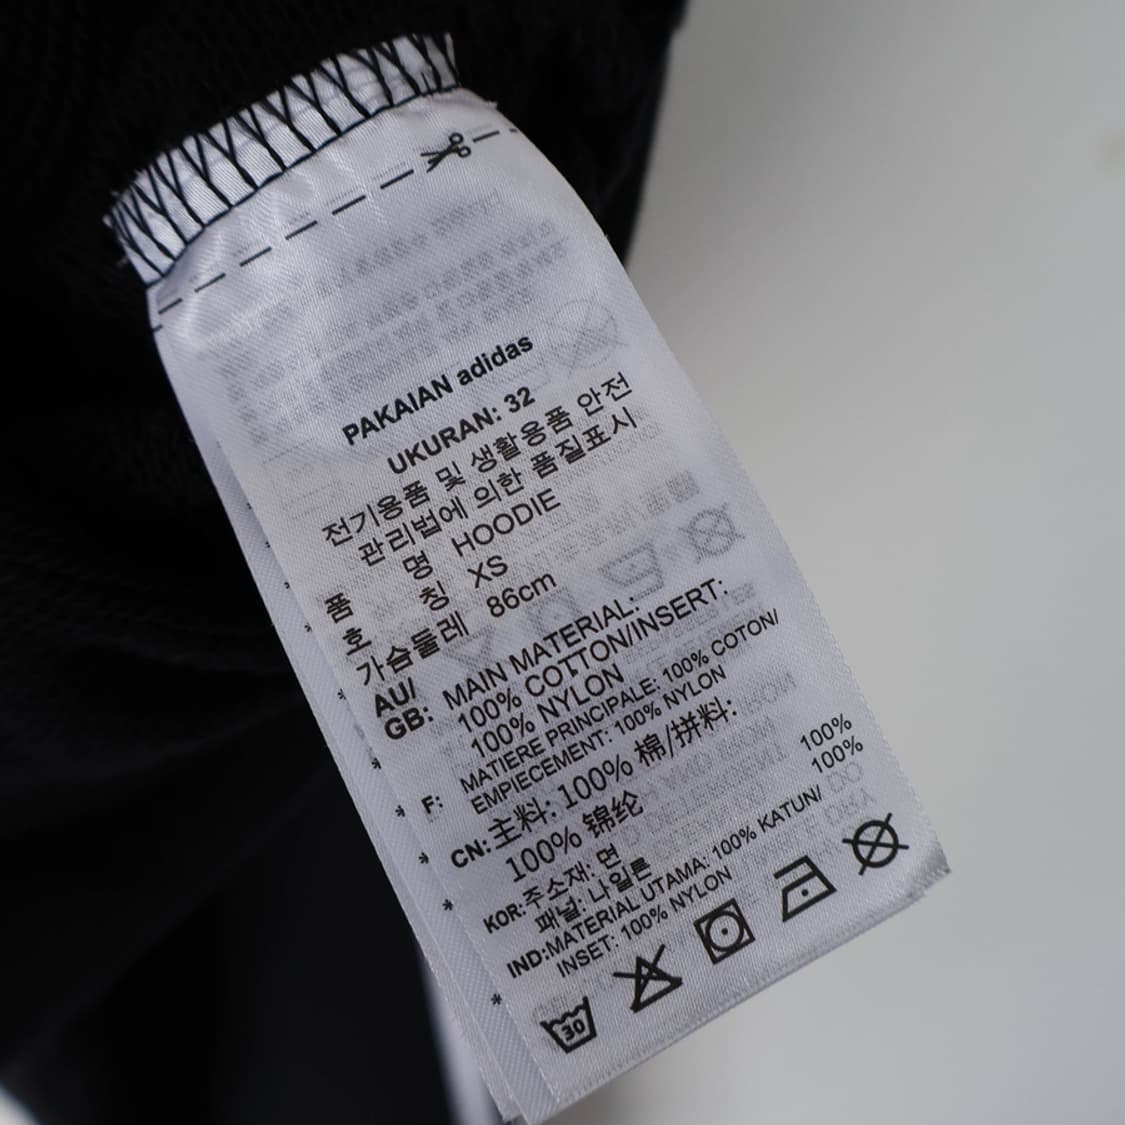 PAKAIAN adidas
UKURAN: 32
전기용품 및 생활용품 안전
관리법에 의한 품질표시
품 명 HOODIE
호 칭 XS
가슴둘레 86cm
AU/
GB: MAIN MATERIAL:
100% COTTON/INSERT:
100% NYLON
F: MATIERE PRINCIPALE: 100% COTON/
EMPIECEMENT: 100% NYLON
CN: 主料: 100% 棉/拼料:
100% 锦纶
KOR: 주소재: 면 100%
패널: 나일론 100%
IND:MATERIAL UTAMA: 100% KATUN/
INSET: 100% NYLON
30